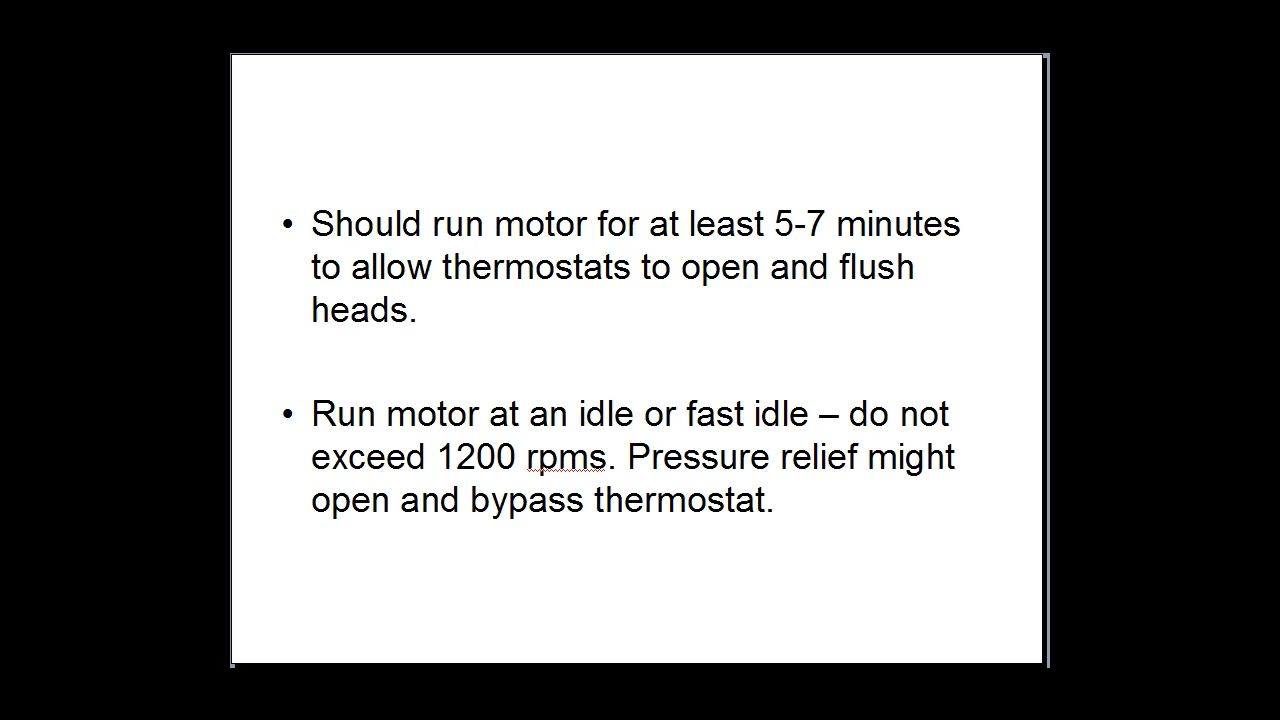 • Should run motor for at least 5-7 minutes
to allow thermostats to open and flush
heads.
• Run motor at an idle or fast idle – do not
exceed 1200 rpms. Pressure relief might
open and bypass thermostat.